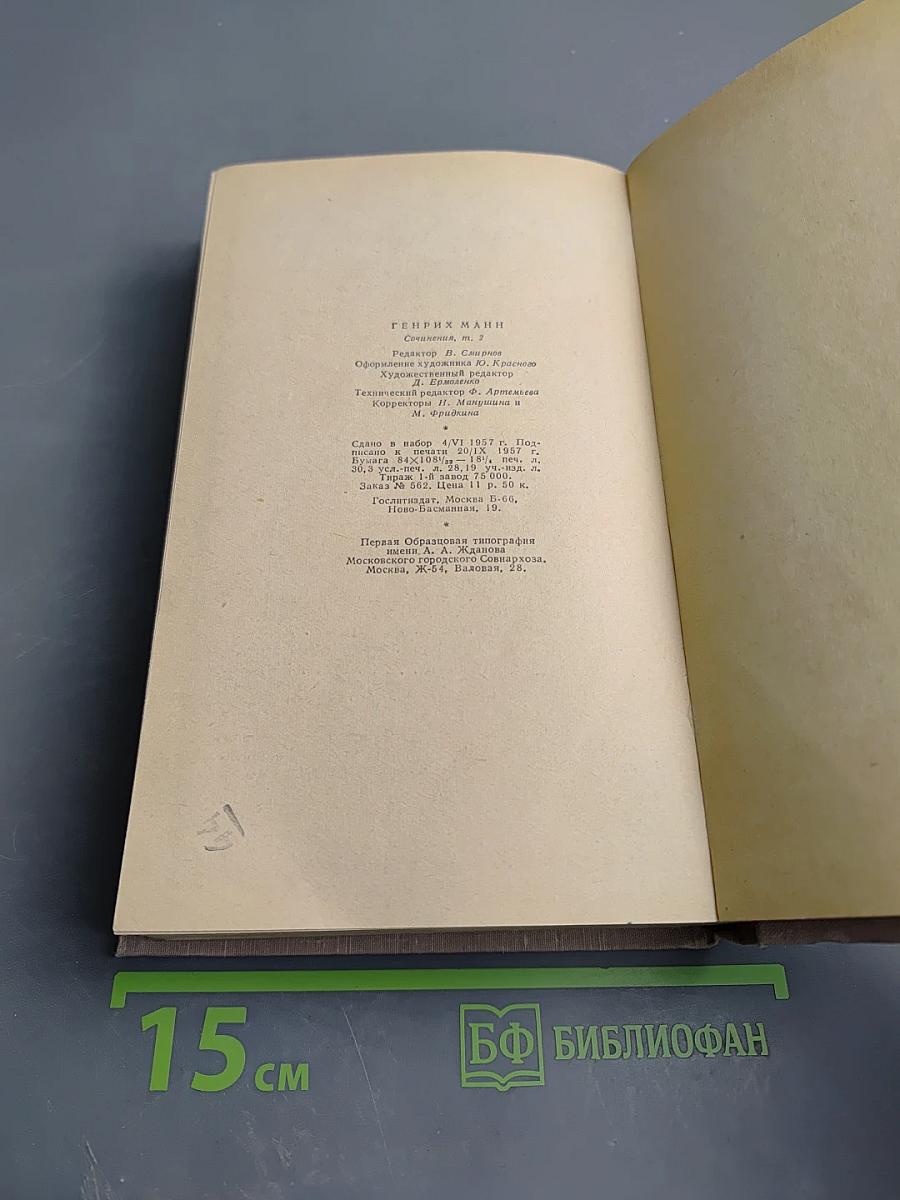 ГЕНРИХ МАНН
Сочинения, т. 2
Редактор В. Смирнов
Оформление художника Ю. Красного
Художественный редактор
Д. Ермоленко
Технический редактор Ф. Артемьева
Корректоры Н. Манушина и
М. Фридкина
*
Сдано в набор 4/VI 1957 г. Под-
писано к печати 20/IX 1957 г.
Бумага 84×108¹/₃₂ — 18¹/₄ печ. л.
30,3 усл.-печ. л. 28,19 уч.-изд. л.
Тираж 1-й завод 75 000.
Заказ № 562. Цена 11 р. 50 к.
Гослитиздат, Москва Б-66,
Ново-Басманная, 19.
*
Первая Образцовая типография
имени А. А. Жданова
Московского городского Совнархоза.
Москва, Ж-54, Валовая, 28.
15 см
БФ БИБЛИОФАН